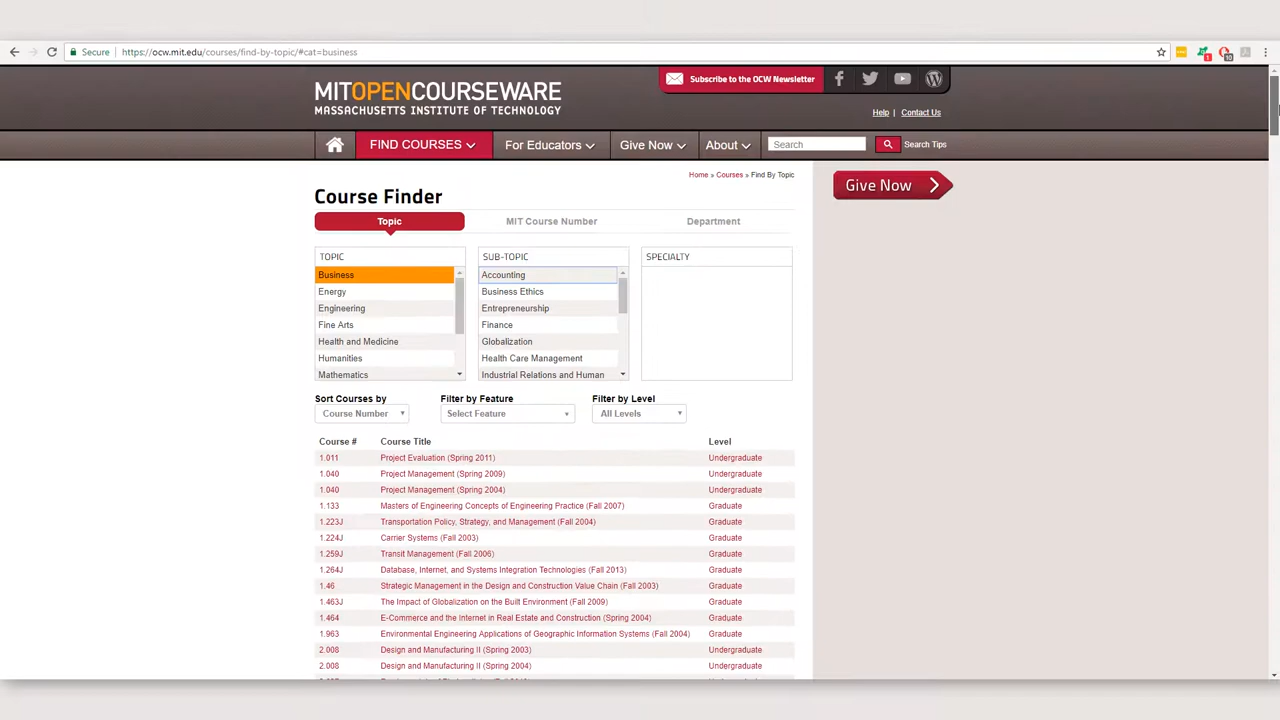 Secure https://ocw.mit.edu/courses/find-by-topic/#cat=business
1
10
Subscribe to the OCW Newsletter
MITOPENCOURSEWARE
MASSACHUSETTS INSTITUTE OF TECHNOLOGY
Help | Contact Us
FIND COURSES For Educators Give Now About Search Search Tips
Home » Courses » Find By Topic
Give Now
Course Finder
Topic MIT Course Number Department
TOPIC SUB-TOPIC SPECIALTY
Business Accounting
Energy Business Ethics
Engineering Entrepreneurship
Fine Arts Finance
Health and Medicine Globalization
Humanities Health Care Management
Mathematics Industrial Relations and Human
Sort Courses by Filter by Feature Filter by Level
Course Number Select Feature All Levels
Course # Course Title Level
1.011 Project Evaluation (Spring 2011) Undergraduate
1.040 Project Management (Spring 2009) Undergraduate
1.040 Project Management (Spring 2004) Undergraduate
1.133 Masters of Engineering Concepts of Engineering Practice (Fall 2007) Graduate
1.223J Transportation Policy, Strategy, and Management (Fall 2004) Graduate
1.224J Carrier Systems (Fall 2003) Graduate
1.259J Transit Management (Fall 2006) Graduate
1.264J Database, Internet, and Systems Integration Technologies (Fall 2013) Graduate
1.46 Strategic Management in the Design and Construction Value Chain (Fall 2003) Graduate
1.463J The Impact of Globalization on the Built Environment (Fall 2009) Graduate
1.464 E-Commerce and the Internet in Real Estate and Construction (Spring 2004) Graduate
1.963 Environmental Engineering Applications of Geographic Information Systems (Fall 2004) Graduate
2.008 Design and Manufacturing II (Spring 2003) Undergraduate
2.008 Design and Manufacturing II (Spring 2004) Undergraduate